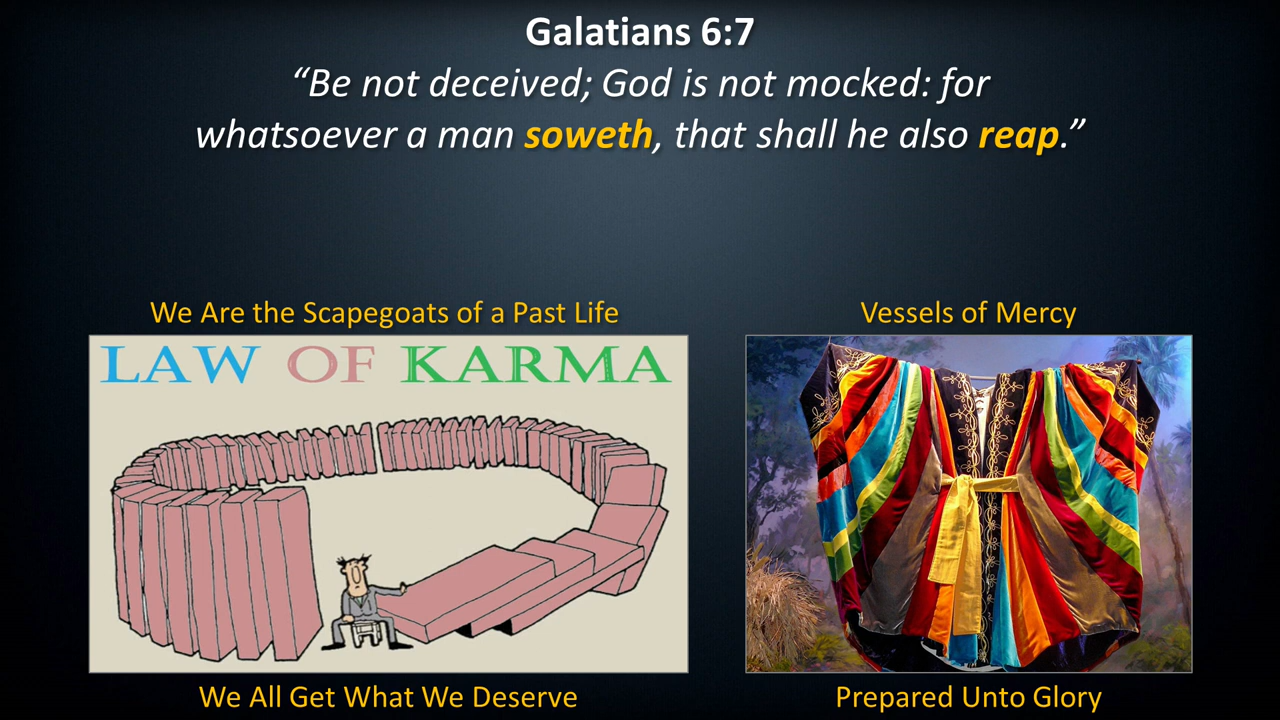 Galatians 6:7
“Be not deceived; God is not mocked: for
whatsoever a man soweth, that shall he also reap.”
We Are the Scapegoats of a Past Life
LAW OF KARMA
We All Get What We Deserve
Vessels of Mercy
Prepared Unto Glory